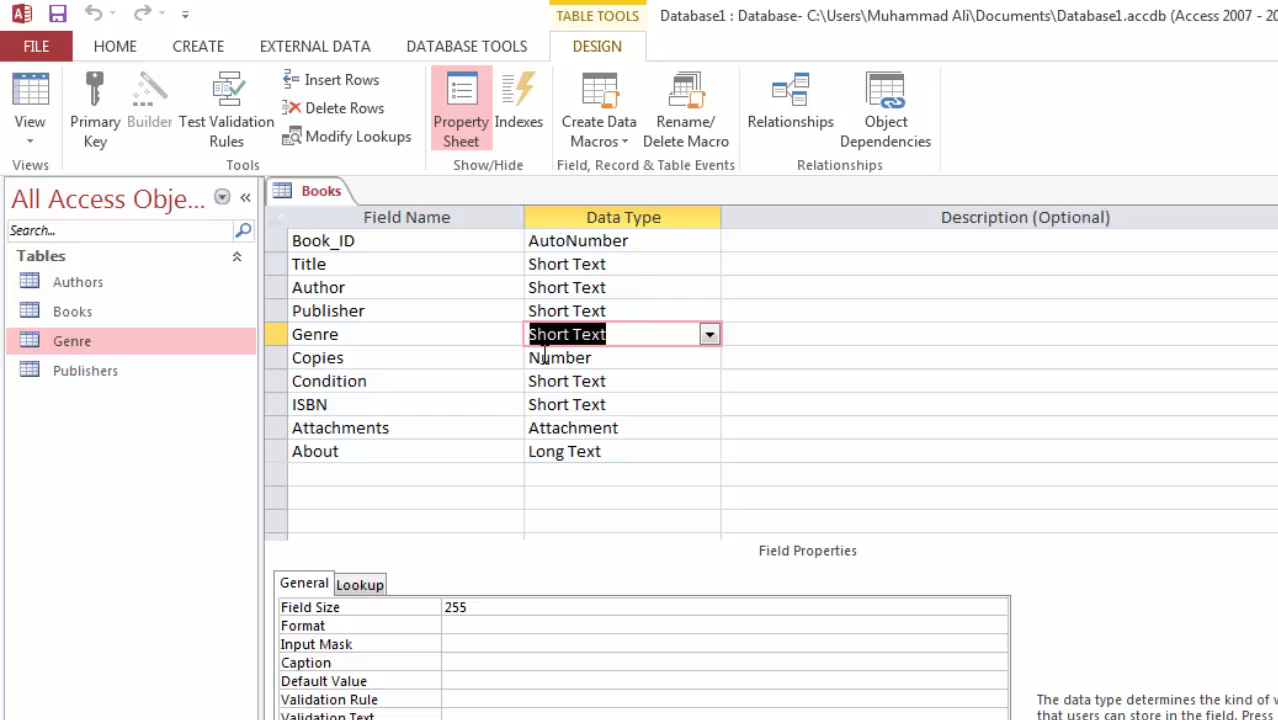 TABLE TOOLS
Database1 : Database- C:\Users\Muhammad Ali\Documents\Database1.accdb (Access 2007 - 20
FILE HOME CREATE EXTERNAL DATA DATABASE TOOLS DESIGN
View
Views
Primary Key
Builder
Test Validation Rules
Insert Rows
Delete Rows
Modify Lookups
Tools
Property Sheet
Indexes
Show/Hide
Create Data Macros
Rename/ Delete Macro
Field, Record & Table Events
Relationships
Object Dependencies
Relationships
All Access Obje... «
Search...
Tables
Authors
Books
Genre
Publishers
Books
Field Name Data Type Description (Optional)
Book_ID AutoNumber
Title Short Text
Author Short Text
Publisher Short Text
Genre Short Text
Copies Number
Condition Short Text
ISBN Short Text
Attachments Attachment
About Long Text
Field Properties
General Lookup
Field Size 255
Format
Input Mask
Caption
Default Value
Validation Rule
Validation Text
The data type determines the kind of v
that users can store in the field. Press